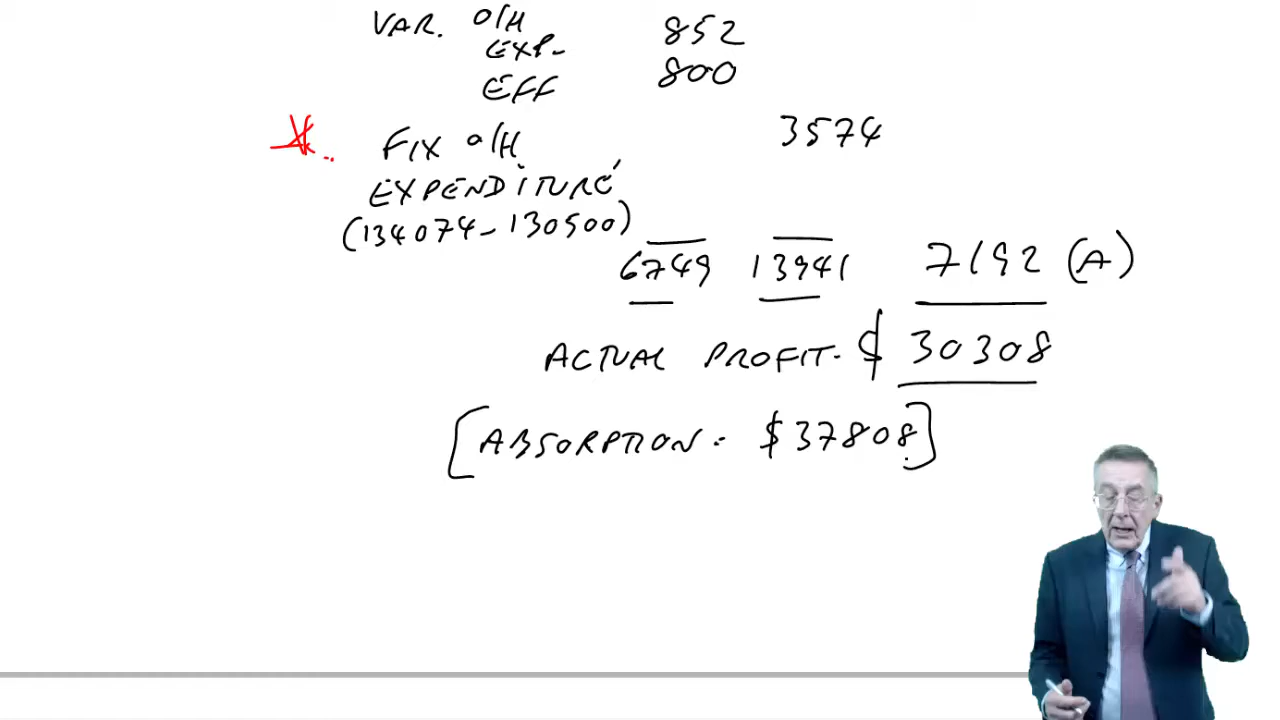 VAR. O/H
EXP- 852
EFF 800
FIX O/H 3574
EXPENDITURE
(134074-130500)
6749 13941 7192 (A)
ACTUAL PROFIT- $ 30308
[ABSORPTION: $37808]